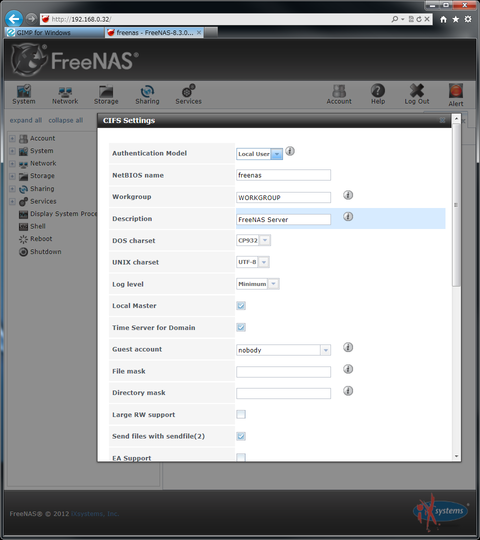 http://192.168.0.32/
GIMP for Windows
freenas - FreeNAS-8.3.0...
FreeNAS®
System
Network
Storage
Sharing
Services
Account
Help
Log Out
Alert
expand all
collapse all
Account
System
Network
Storage
Sharing
Services
Display System Proce
Shell
Reboot
Shutdown
CIFS Settings
Authentication Model
Local User
NetBIOS name
freenas
Workgroup
WORKGROUP
Description
FreeNAS Server
DOS charset
CP932
UNIX charset
UTF-8
Log level
Minimum
Local Master
Time Server for Domain
Guest account
nobody
File mask
Directory mask
Large RW support
Send files with sendfile(2)
EA Support
FreeNAS® © 2012 iXsystems, Inc.
systems